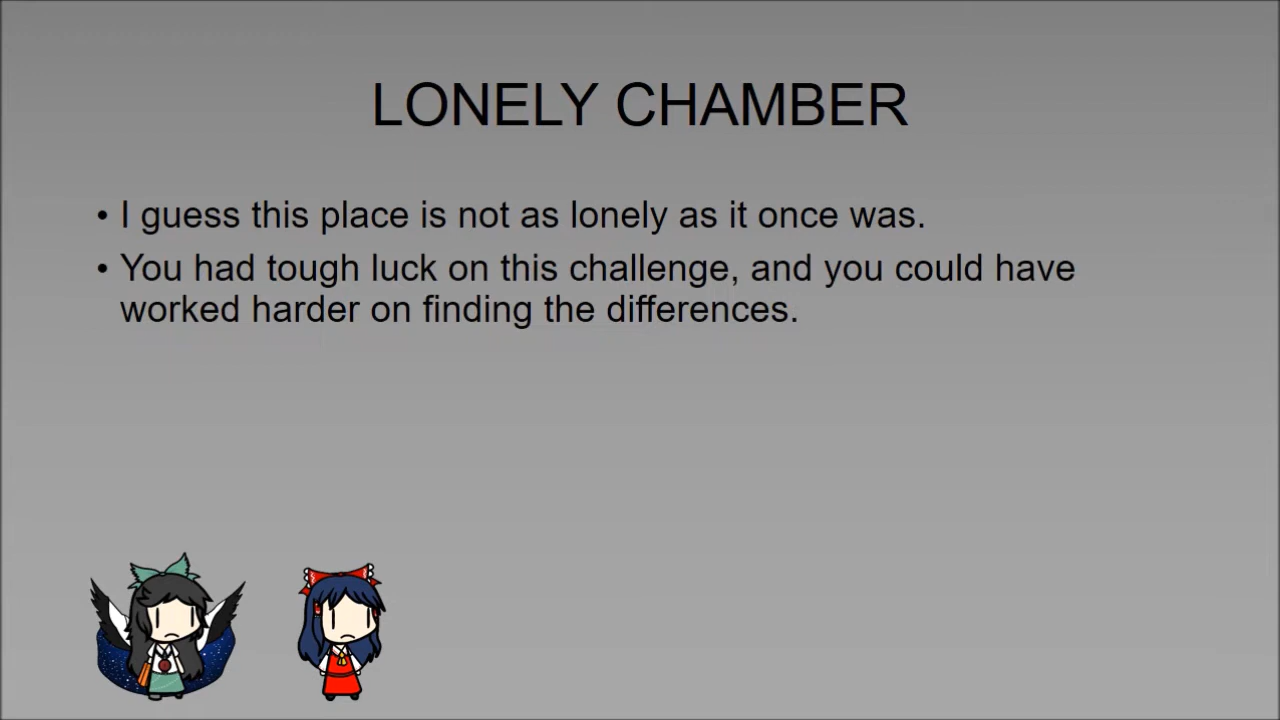 LONELY CHAMBER
• I guess this place is not as lonely as it once was.
• You had tough luck on this challenge, and you could have
worked harder on finding the differences.